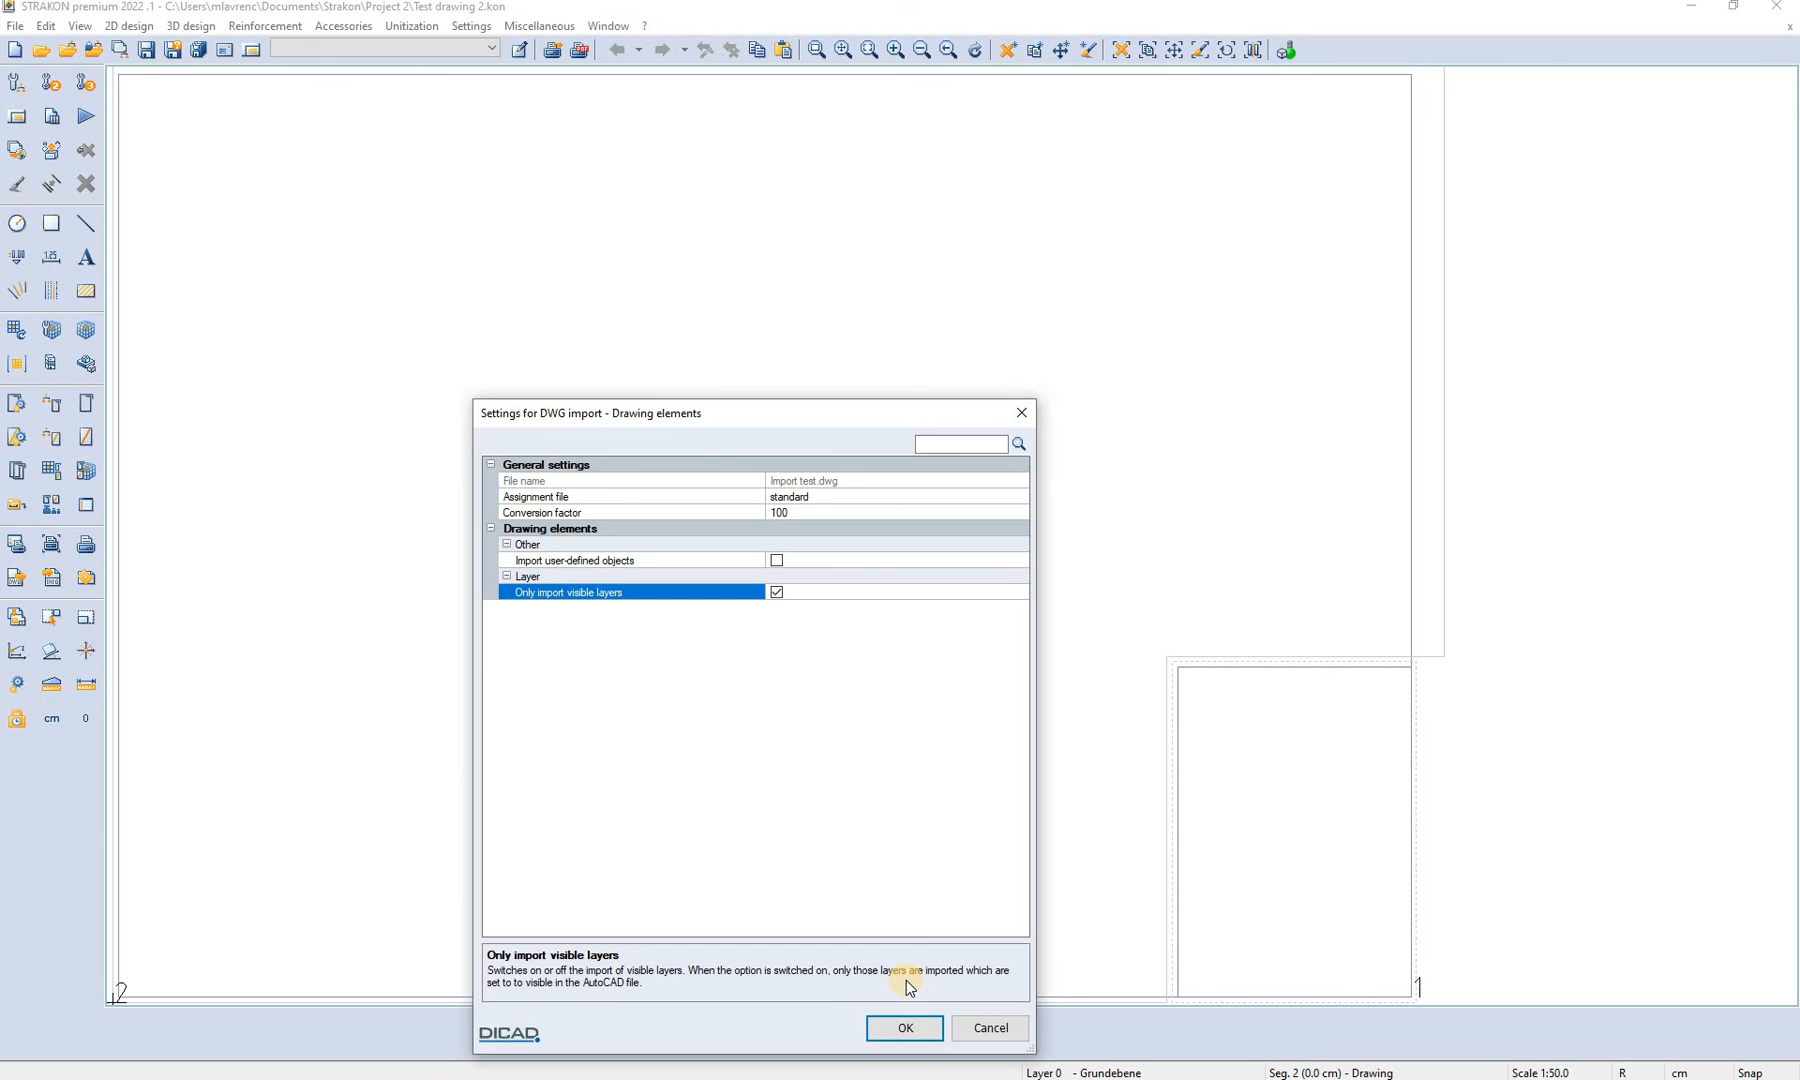 STRAKON premium 2022 .1 - C:\Users\mlavrenc\Documents\Strakon\Project 2\Test drawing 2.kon
File Edit View 2D design 3D design Reinforcement Accessories Unitization Settings Miscellaneous Window ?
Settings for DWG import - Drawing elements
General settings
File name Import test.dwg
Assignment file standard
Conversion factor 100
Drawing elements
Other
Import user-defined objects
Layer
Only import visible layers
Only import visible layers
Switches on or off the import of visible layers. When the option is switched on, only those layers are imported which are
set to to visible in the AutoCAD file.
DICAD
OK Cancel
cm 0
2
1
Layer 0 - Grundebene Seg. 2 (0.0 cm) - Drawing Scale 1:50.0 R cm Snap